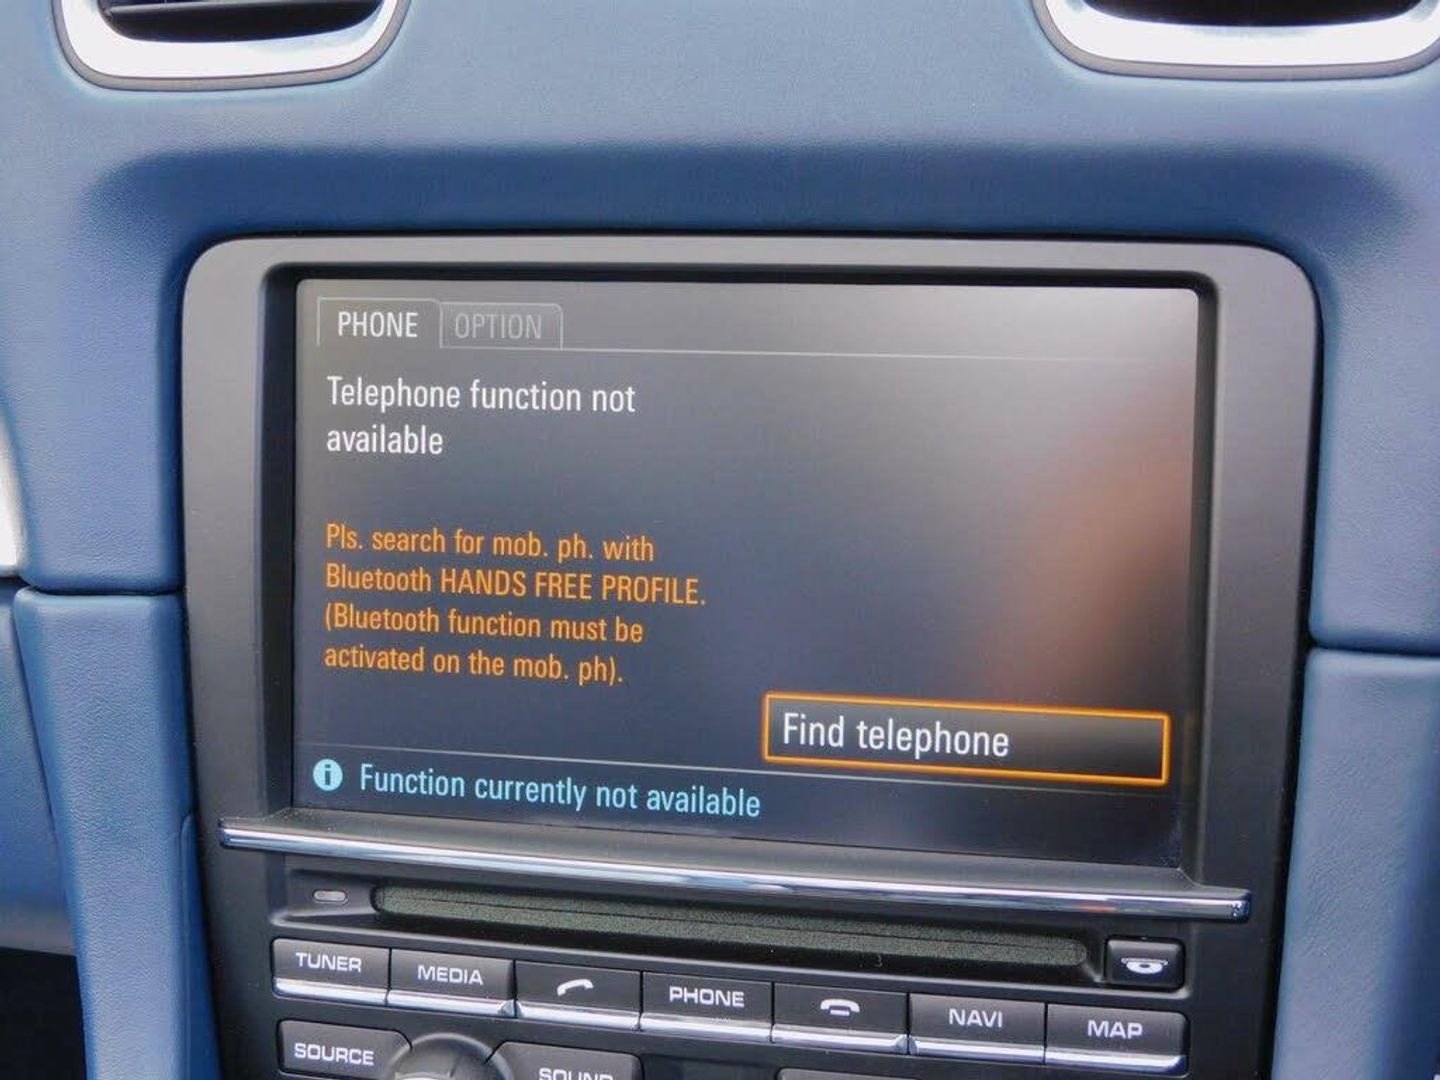 PHONE OPTION
Telephone function not
available
Pls. search for mob. ph. with
Bluetooth HANDS FREE PROFILE.
(Bluetooth function must be
activated on the mob. ph).
Find telephone
i Function currently not available
TUNER MEDIA PHONE NAVI MAP
SOURCE SOUND